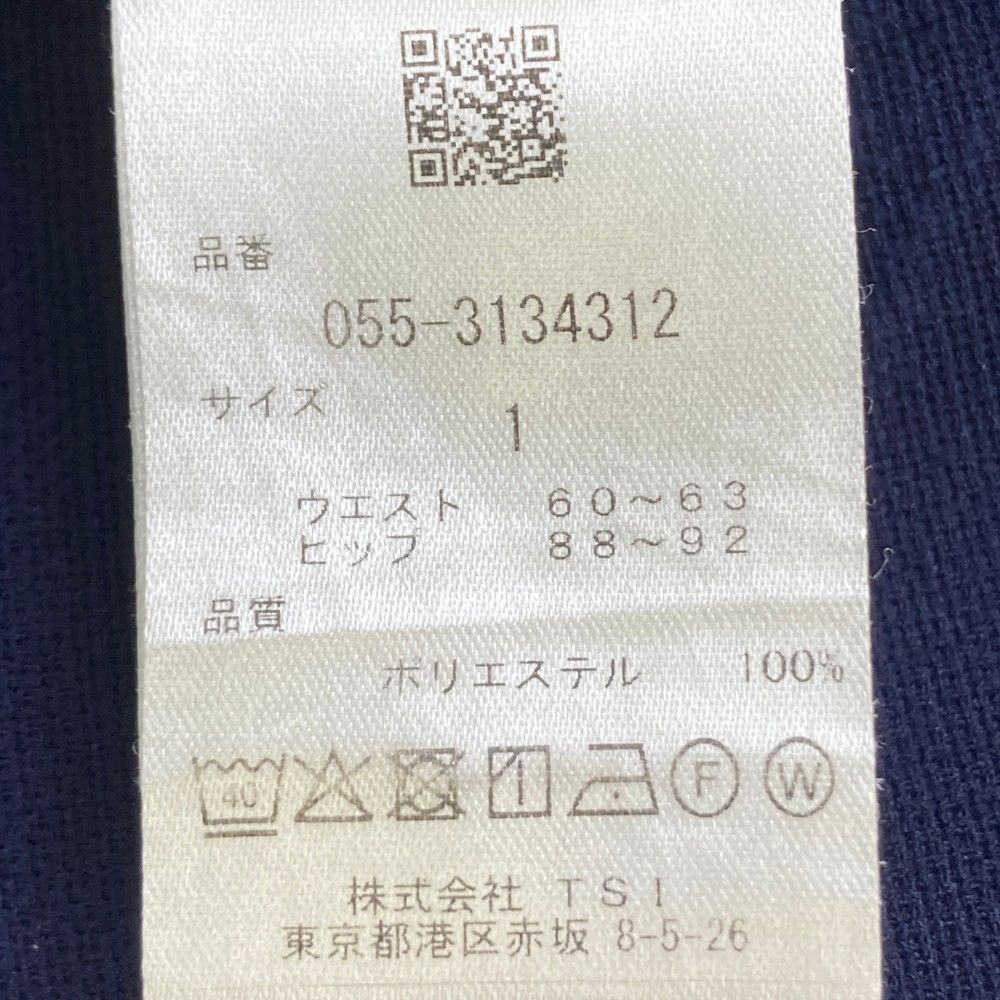 品番
055-3134312
サイズ
1
ウエスト 60～63
ヒップ 88～92
品質
ポリエステル 100%
40 F W
株式会社 TSI
東京都港区赤坂 8-5-26